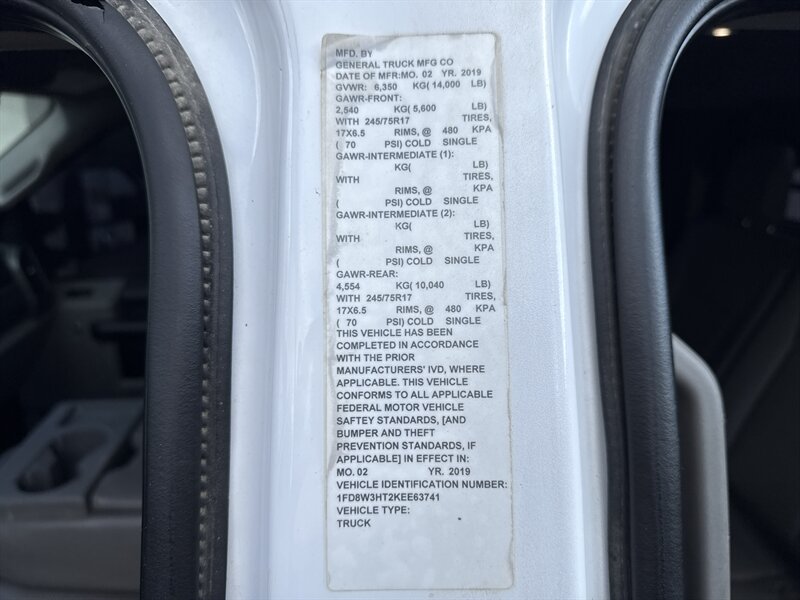 MFD. BY
GENERAL TRUCK MFG CO
DATE OF MFR:MO. 02 YR. 2019
GVWR: 6,350 KG( 14,000 LB)
GAWR-FRONT:
2,540 KG( 5,600 LB)
WITH 245/75R17 TIRES,
17X6.5 RIMS, @ 480 KPA
( 70 PSI) COLD SINGLE
GAWR-INTERMEDIATE (1):
KG( LB)
WITH TIRES,
RIMS, @ KPA
( PSI) COLD SINGLE
GAWR-INTERMEDIATE (2):
KG( LB)
WITH TIRES,
RIMS, @ KPA
( PSI) COLD SINGLE
GAWR-REAR:
4,554 KG( 10,040 LB)
WITH 245/75R17 TIRES,
17X6.5 RIMS, @ 480 KPA
( 70 PSI) COLD SINGLE
THIS VEHICLE HAS BEEN
COMPLETED IN ACCORDANCE
WITH THE PRIOR
MANUFACTURERS' IVD, WHERE
APPLICABLE. THIS VEHICLE
CONFORMS TO ALL APPLICABLE
FEDERAL MOTOR VEHICLE
SAFTEY STANDARDS, [AND
BUMPER AND THEFT
PREVENTION STANDARDS, IF
APPLICABLE] IN EFFECT IN:
MO. 02 YR. 2019
VEHICLE IDENTIFICATION NUMBER:
1FD8W3HT2KEE63741
VEHICLE TYPE:
TRUCK